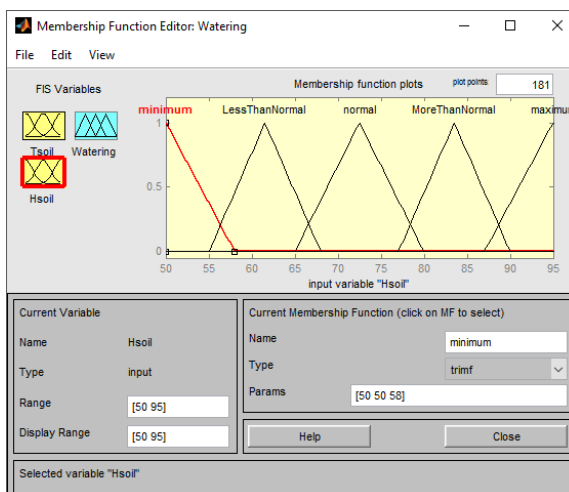 Membership Function Editor: Watering
File Edit View
FIS Variables
Tsoil Watering
Hsoil
Membership function plots plot points 181
minimum LessThanNormal normal MoreThanNormal maximu
1
0.5
0
50 55 60 65 70 75 80 85 90 95
input variable "Hsoil"
Current Variable
Name Hsoil
Type input
Range [50 95]
Display Range [50 95]
Current Membership Function (click on MF to select)
Name minimum
Type trimf
Params [50 50 58]
Help Close
Selected variable "Hsoil"